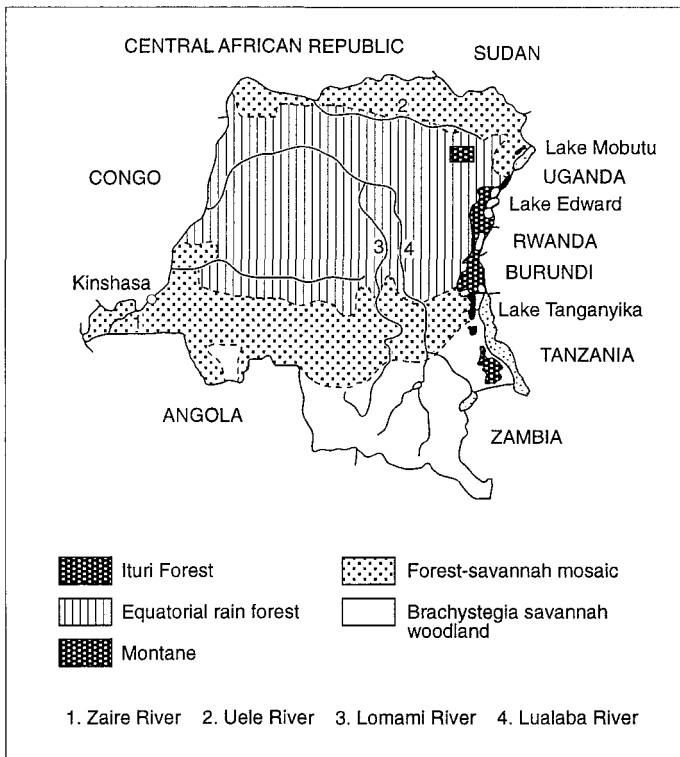 CENTRAL AFRICAN REPUBLIC
SUDAN
2
Lake Mobutu
CONGO
UGANDA
Lake Edward
3
4
RWANDA
Kinshasa
BURUNDI
1
Lake Tanganyika
TANZANIA
ANGOLA
ZAMBIA
Ituri Forest
Forest-savannah mosaic
Equatorial rain forest
Brachystegia savannah
woodland
Montane
1. Zaire River 2. Uele River 3. Lomami River 4. Lualaba River